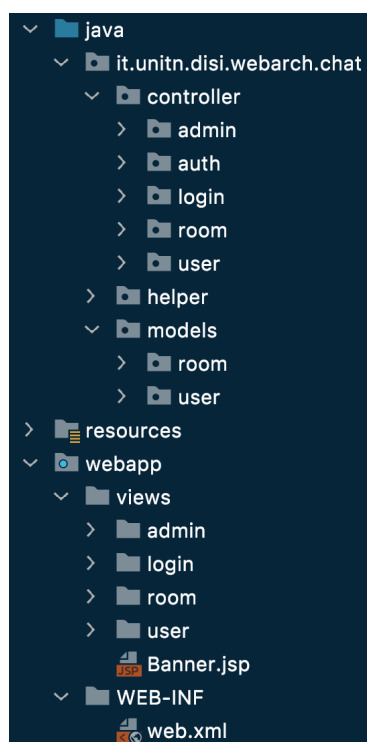 java
it.unitn.disi.webarch.chat
controller
admin
auth
login
room
user
helper
models
room
user
resources
webapp
views
admin
login
room
user
JSP Banner.jsp
WEB-INF
web.xml